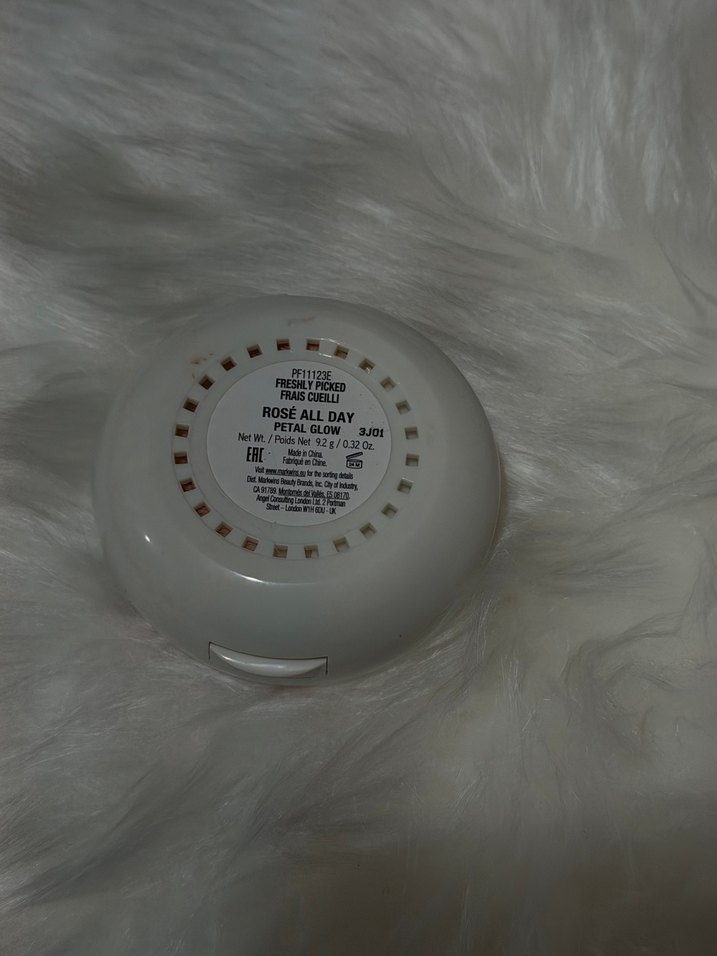 PF11123E
FRESHLY PICKED
FRAIS CUEILLI
ROSÉ ALL DAY
PETAL GLOW 3J01
Net Wt. / Poids Net 9.2 g / 0.32 Oz.
EAC
Made in China.
Fabriqué en Chine.
24 M
Visit www.markwins.eu for the sorting details
Dist. Markwins Beauty Brands, Inc. City of Industry,
CA 91789. Montornés del Vallés, ES 08170.
Angel Consulting London Ltd. 2 Portman
Street – London W1H 6DU - UK